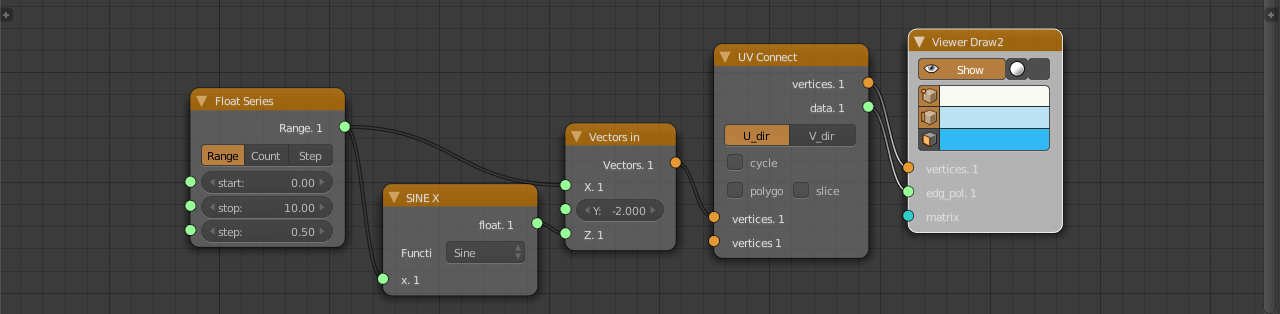 Float Series
Range. 1
Range Count Step
start: 0.00
stop: 10.00
step: 0.50
SINE X
float. 1
Functi Sine
x. 1
Vectors in
Vectors. 1
X. 1
Y: -2.000
Z. 1
UV Connect
vertices. 1
data. 1
U_dir V_dir
cycle
polygo slice
vertices. 1
vertices 1
Viewer Draw2
Show
vertices. 1
edg_pol. 1
matrix